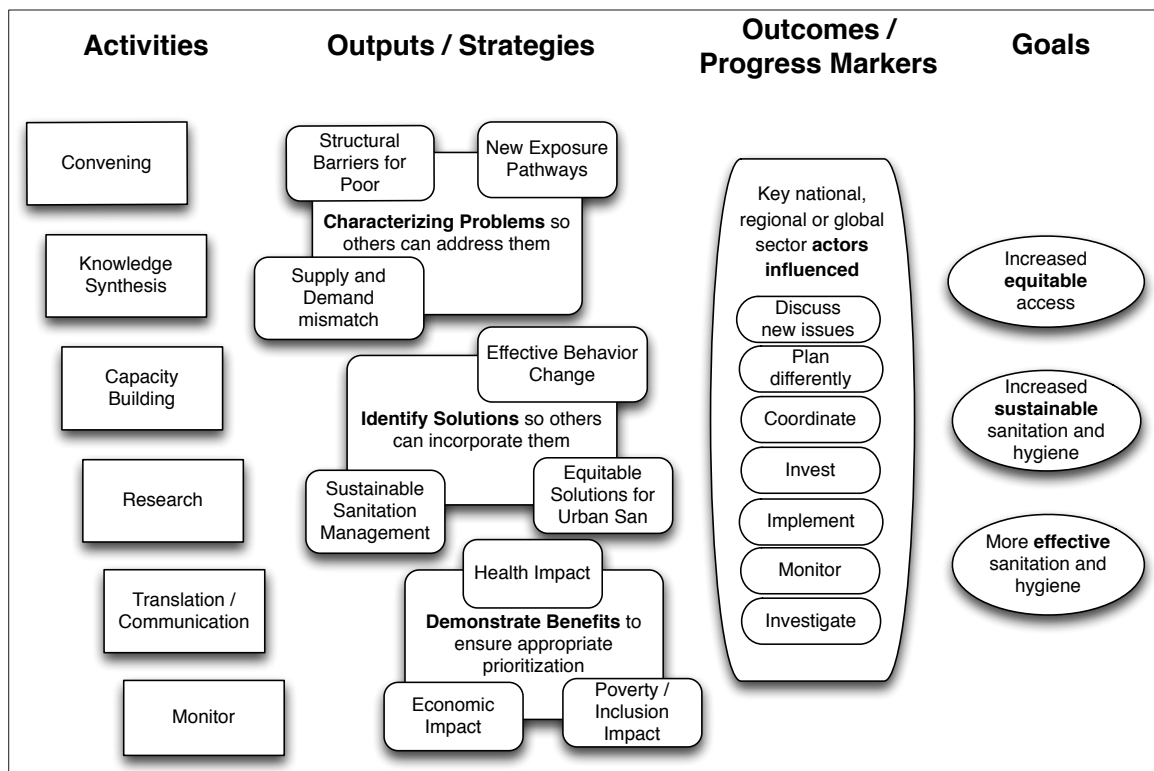 Activities
Outputs / Strategies
Outcomes /
Progress Markers
Goals
Convening
Knowledge
Synthesis
Capacity
Building
Research
Translation /
Communication
Monitor
Structural
Barriers for
Poor
New Exposure
Pathways
Characterizing Problems so
others can address them
Supply and
Demand
mismatch
Effective Behavior
Change
Identify Solutions so others
can incorporate them
Sustainable
Sanitation
Management
Equitable
Solutions for
Urban San
Health Impact
Demonstrate Benefits to
ensure appropriate
prioritization
Economic
Impact
Poverty /
Inclusion
Impact
Key national,
regional or global
sector actors
influenced
Discuss
new issues
Plan
differently
Coordinate
Invest
Implement
Monitor
Investigate
Increased
equitable
access
Increased
sustainable
sanitation and
hygiene
More effective
sanitation and
hygiene